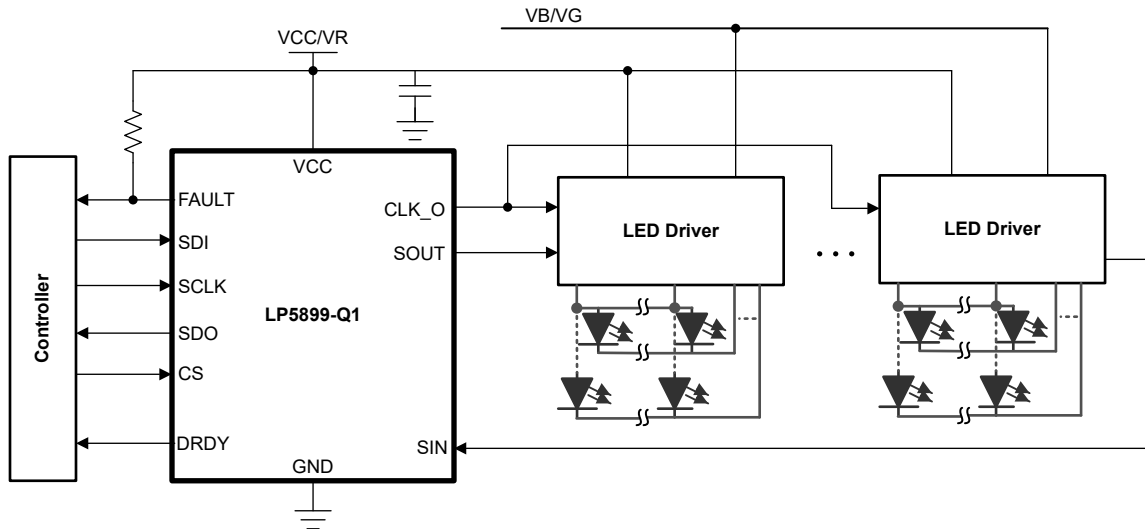 VB/VG
VCC/VR
VCC
FAULT
SDI
SCLK
SDO
CS
DRDY
GND
CLK_O
SOUT
SIN
LP5899-Q1
Controller
LED Driver
LED Driver